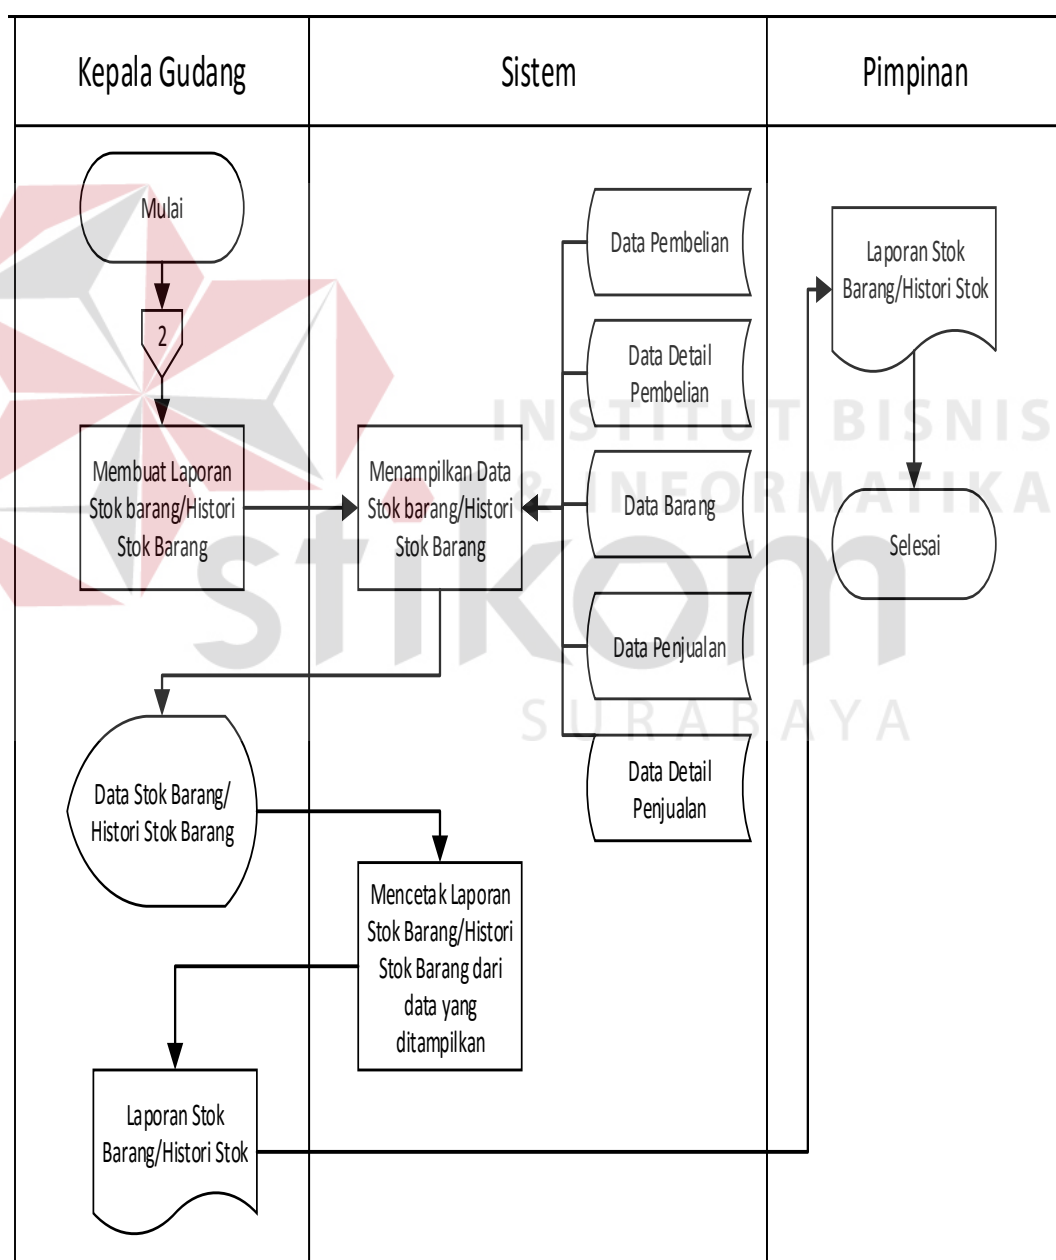 Kepala Gudang
Sistem
Pimpinan
Mulai
2
Membuat Laporan
Stok barang/Histori
Stok Barang
Menampilkan Data
Stok barang/Histori
Stok Barang
Data Pembelian
Data Detail
Pembelian
Data Barang
Data Penjualan
Data Detail
Penjualan
Data Stok Barang/
Histori Stok Barang
Mencetak Laporan
Stok Barang/Histori
Stok Barang dari
data yang
ditampilkan
Laporan Stok
Barang/Histori Stok
Laporan Stok
Barang/Histori Stok
Selesai
INSTITUT BISNIS
& INFORMATIKA
stikom
SURABAYA